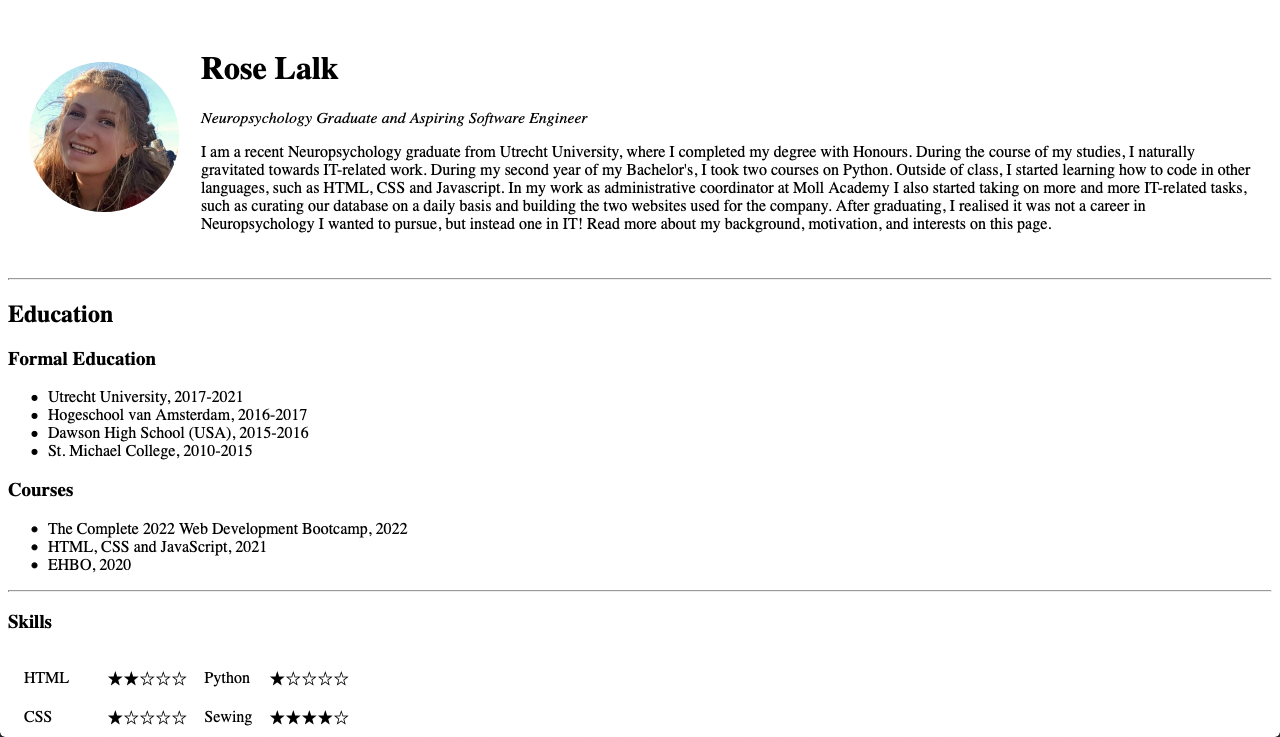 Rose Lalk
Neuropsychology Graduate and Aspiring Software Engineer
I am a recent Neuropsychology graduate from Utrecht University, where I completed my degree with Honours. During the course of my studies, I naturally
gravitated towards IT-related work. During my second year of my Bachelor's, I took two courses on Python. Outside of class, I started learning how to code in other
languages, such as HTML, CSS and Javascript. In my work as administrative coordinator at Moll Academy I also started taking on more and more IT-related tasks,
such as curating our database on a daily basis and building the two websites used for the company. After graduating, I realised it was not a career in
Neuropsychology I wanted to pursue, but instead one in IT! Read more about my background, motivation, and interests on this page.
Education
Formal Education
• Utrecht University, 2017-2021
• Hogeschool van Amsterdam, 2016-2017
• Dawson High School (USA), 2015-2016
• St. Michael College, 2010-2015
Courses
• The Complete 2022 Web Development Bootcamp, 2022
• HTML, CSS and JavaScript, 2021
• EHBO, 2020
Skills
HTML ★★☆☆☆ Python ★☆☆☆☆
CSS ★☆☆☆☆ Sewing ★★★★☆